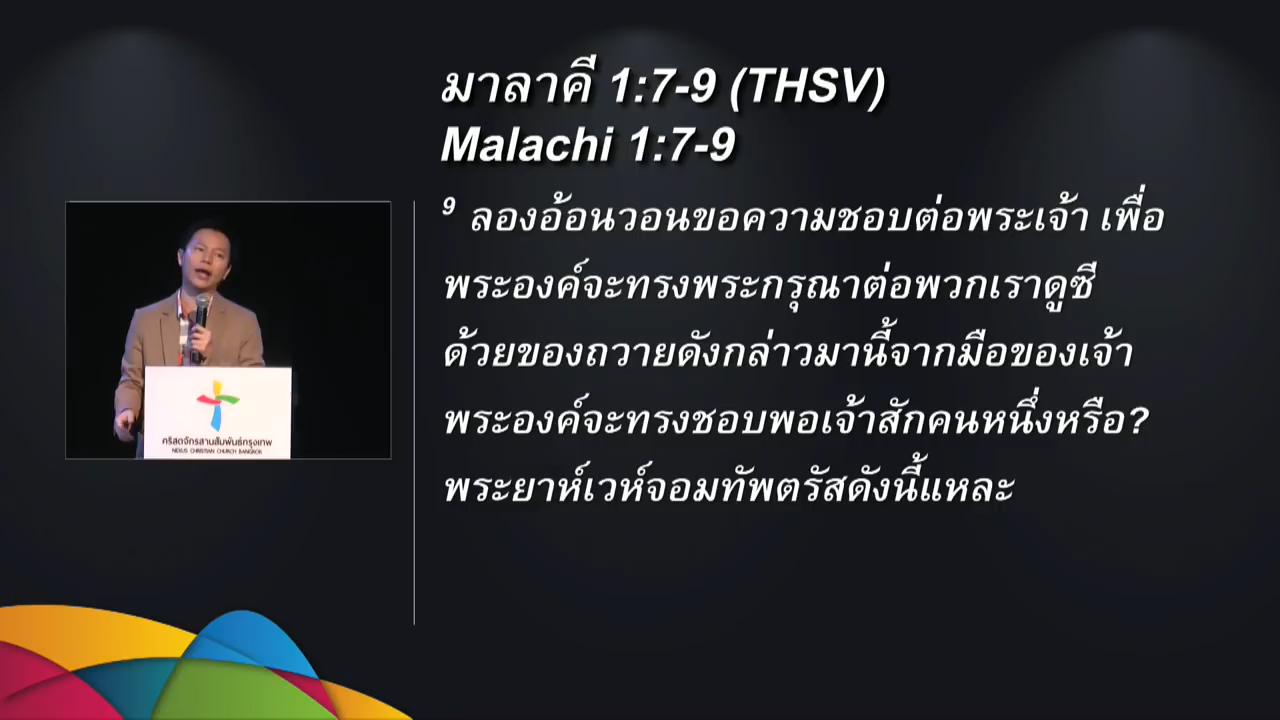 มาลาคี 1:7-9 (THSV)
Malachi 1:7-9
⁹ ลองอ้อนวอนขอความชอบต่อพระเจ้า เพื่อ
พระองค์จะทรงพระกรุณาต่อพวกเราดูซี
ด้วยของถวายดังกล่าวมานี้จากมือของเจ้า
พระองค์จะทรงชอบพอเจ้าสักคนหนึ่งหรือ?
พระยาห์เวห์จอมทัพตรัสดังนี้แหละ
คริสตจักรสานสัมพันธ์กรุงเทพ
NEXUS CHRISTIAN CHURCH BANGKOK